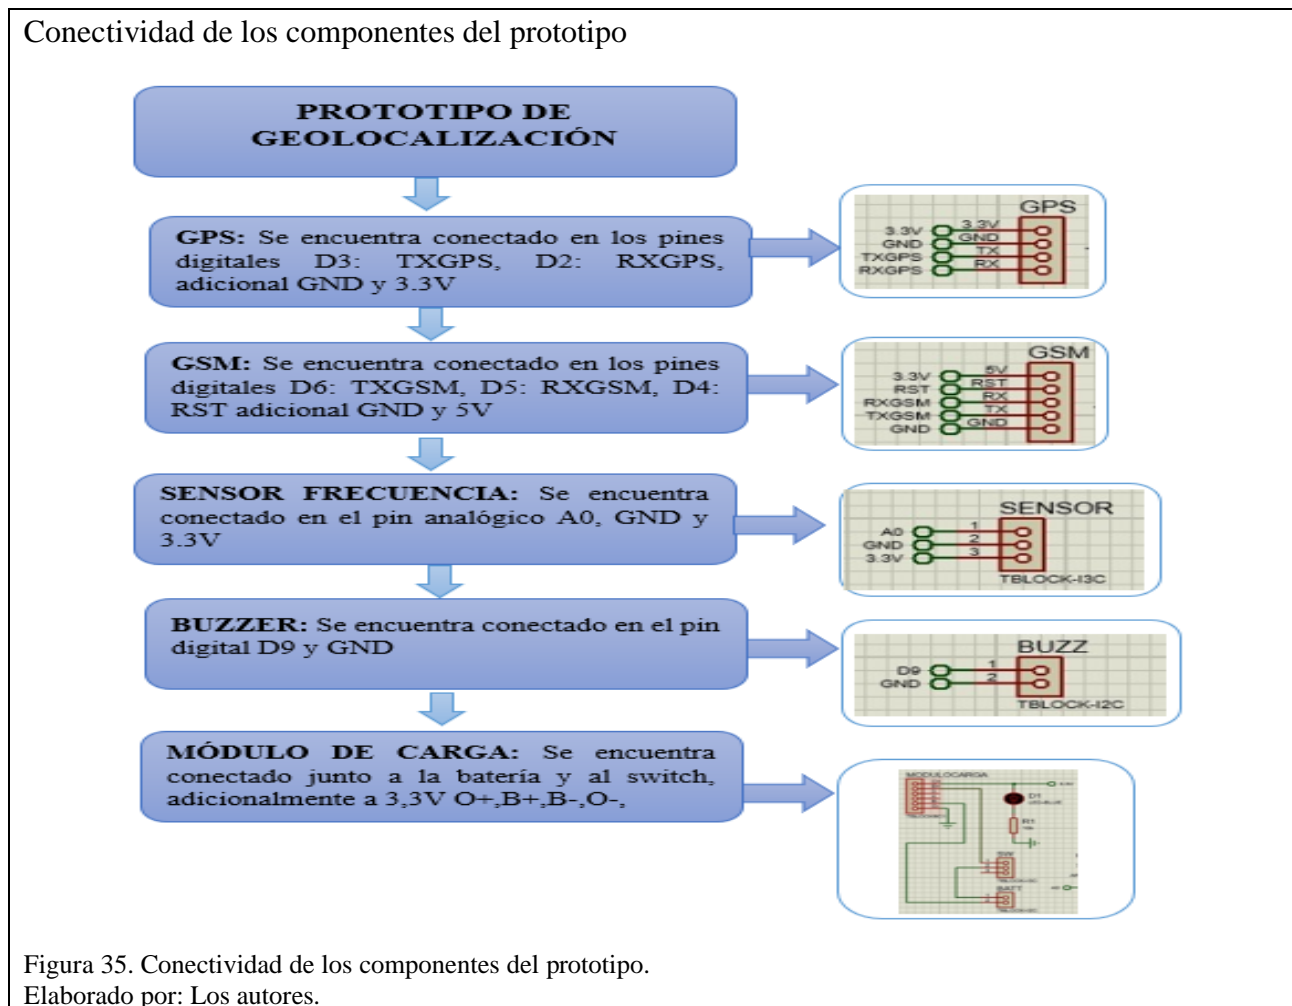 Conectividad de los componentes del prototipo
PROTOTIPO DE
GEOLOCALIZACIÓN
GPS: Se encuentra conectado en los pines
digitales D3: TXGPS, D2: RXGPS,
adicional GND y 3.3V
GPS
3.3V 3.3V
GND GND
TXGPS TX
RXGPS RX
GSM: Se encuentra conectado en los pines
digitales D6: TXGSM, D5: RXGSM, D4:
RST adicional GND y 5V
GSM
3.3V 5V
RST RST
RXGSM RX
TXGSM TX
GND GND
SENSOR FRECUENCIA: Se encuentra
conectado en el pin analógico A0, GND y
3.3V
SENSOR
A0 1
GND 2
3.3V 3
TBLOCK-I3C
BUZZER: Se encuentra conectado en el pin
digital D9 y GND
BUZZ
D9 1
GND 2
TBLOCK-I2C
MÓDULO DE CARGA: Se encuentra
conectado junto a la batería y al switch,
adicionalmente a 3,3V O+,B+,B-,O-,
MODULOCARGA
D1
R1
SW
BATT
Figura 35. Conectividad de los componentes del prototipo.
Elaborado por: Los autores.